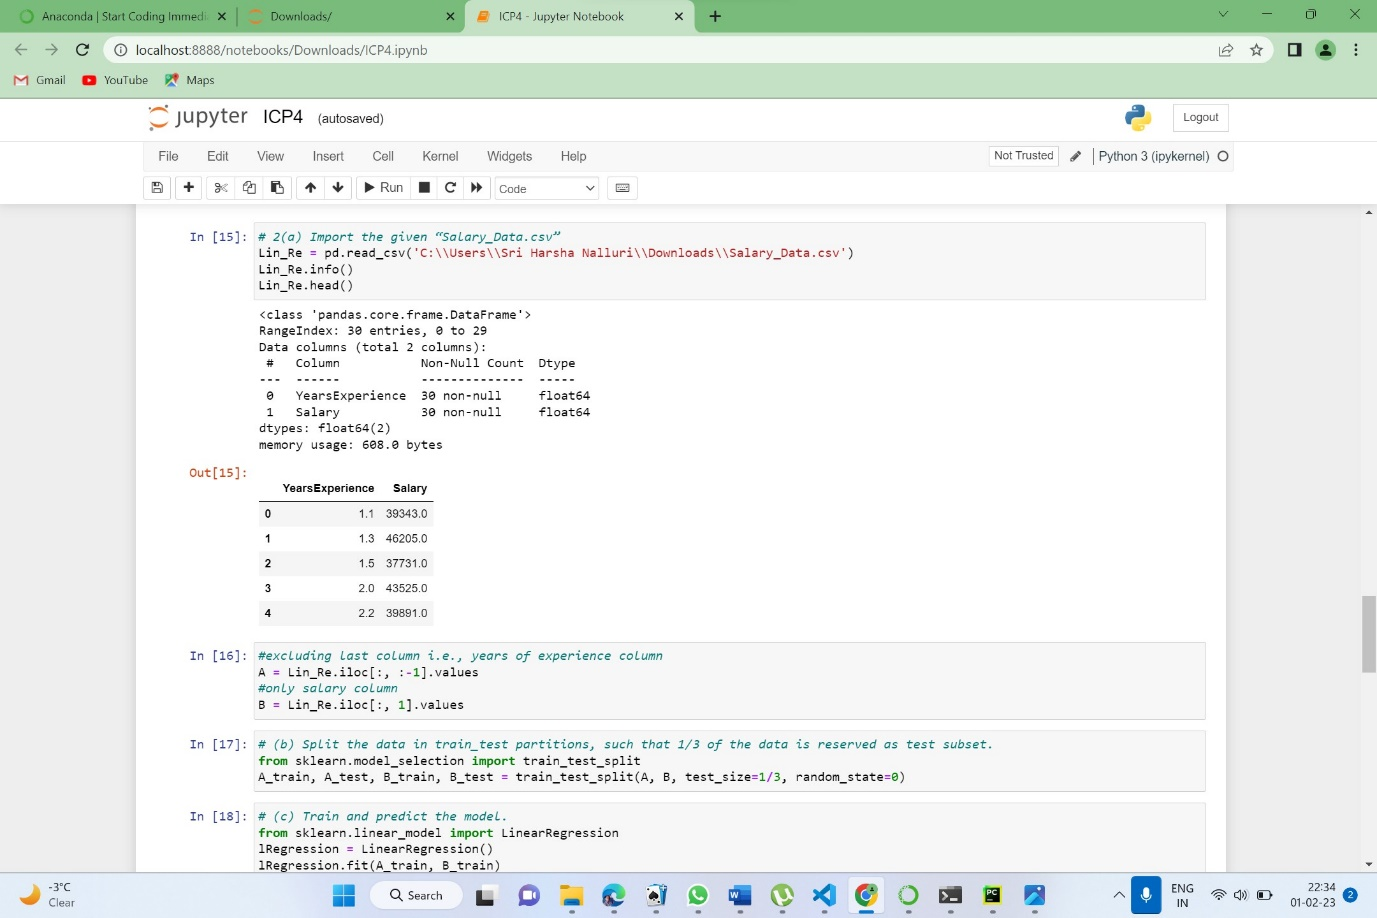 Anaconda | Start Coding Immedi
Downloads/
ICP4 - Jupyter Notebook
localhost:8888/notebooks/Downloads/ICP4.ipynb
Gmail YouTube Maps
jupyter ICP4 (autosaved)
Logout
File Edit View Insert Cell Kernel Widgets Help
Not Trusted Python 3 (ipykernel)
Run Code
In [15]: # 2(a) Import the given “Salary_Data.csv”
Lin_Re = pd.read_csv('C:\\Users\\Sri Harsha Nalluri\\Downloads\\Salary_Data.csv')
Lin_Re.info()
Lin_Re.head()
<class 'pandas.core.frame.DataFrame'>
RangeIndex: 30 entries, 0 to 29
Data columns (total 2 columns):
# Column Non-Null Count Dtype
--- ------ -------------- -----
0 YearsExperience 30 non-null float64
1 Salary 30 non-null float64
dtypes: float64(2)
memory usage: 608.0 bytes
Out[15]:
YearsExperience Salary
0 1.1 39343.0
1 1.3 46205.0
2 1.5 37731.0
3 2.0 43525.0
4 2.2 39891.0
In [16]: #excluding last column i.e., years of experience column
A = Lin_Re.iloc[:, :-1].values
#only salary column
B = Lin_Re.iloc[:, 1].values
In [17]: # (b) Split the data in train_test partitions, such that 1/3 of the data is reserved as test subset.
from sklearn.model_selection import train_test_split
A_train, A_test, B_train, B_test = train_test_split(A, B, test_size=1/3, random_state=0)
In [18]: # (c) Train and predict the model.
from sklearn.linear_model import LinearRegression
lRegression = LinearRegression()
lRegression.fit(A_train, B_train)
-3°C
Clear
Search
ENG
IN
22:34
01-02-23
2